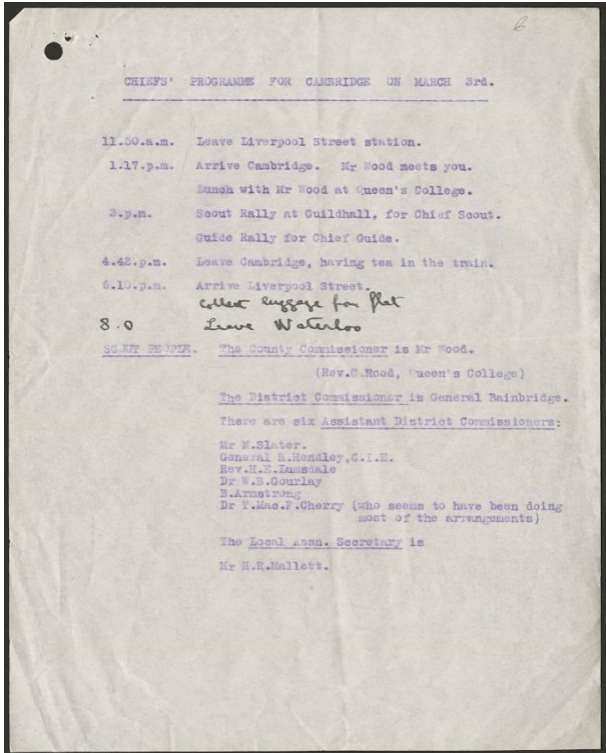 6
CHIEFS' PROGRAMME FOR CAMBRIDGE ON MARCH 3rd.
11.50.a.m. Leave Liverpool Street station.
1.17.p.m. Arrive Cambridge. Mr Wood meets you.
Lunch with Mr Wood at Queen's College.
3.p.m. Scout Rally at Guildhall, for Chief Scout.
Guide Rally for Chief Guide.
4.42.p.m. Leave Cambridge, having tea in the train.
6.10.p.m. Arrive Liverpool Street.
Collect luggage from flat
8.0 Leave Waterloo
SCOUT PEOPLE. The County Commissioner is Mr Wood.
(Rev.C. Queen's College)
The District Commissioner is General Bainbridge.
There are six Assistant District Commissioners:
Mr M.Slater.
General H.Hendley,C.I.E.
Rev.H.E.
Dr W.B.Gourlay
B.Armstrong
Dr T.Mac.P.Cherry (who seems to have been doing
most of the arrangements)
The Local Assn. Secretary is
Mr H.R.Mallett.